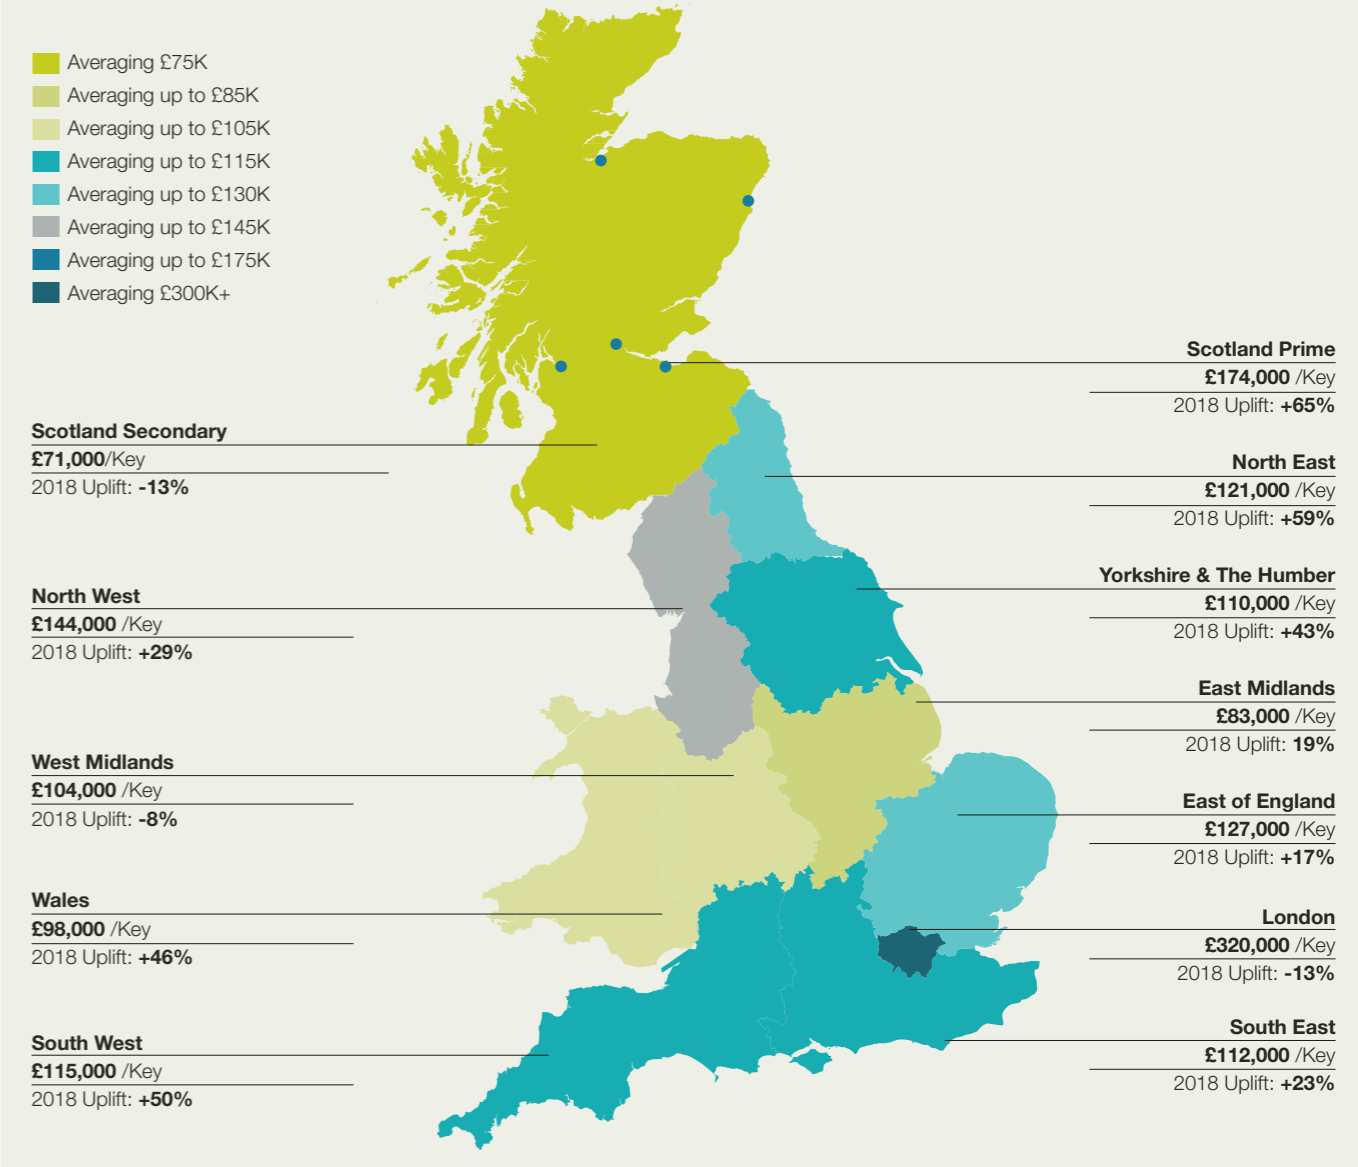 Averaging £75K
Averaging up to £85K
Averaging up to £105K
Averaging up to £115K
Averaging up to £130K
Averaging up to £145K
Averaging up to £175K
Averaging £300K+
Scotland Secondary
£71,000/Key
2018 Uplift: -13%
North West
£144,000 /Key
2018 Uplift: +29%
West Midlands
£104,000 /Key
2018 Uplift: -8%
Wales
£98,000 /Key
2018 Uplift: +46%
South West
£115,000 /Key
2018 Uplift: +50%
Scotland Prime
£174,000 /Key
2018 Uplift: +65%
North East
£121,000 /Key
2018 Uplift: +59%
Yorkshire & The Humber
£110,000 /Key
2018 Uplift: +43%
East Midlands
£83,000 /Key
2018 Uplift: 19%
East of England
£127,000 /Key
2018 Uplift: +17%
London
£320,000 /Key
2018 Uplift: -13%
South East
£112,000 /Key
2018 Uplift: +23%